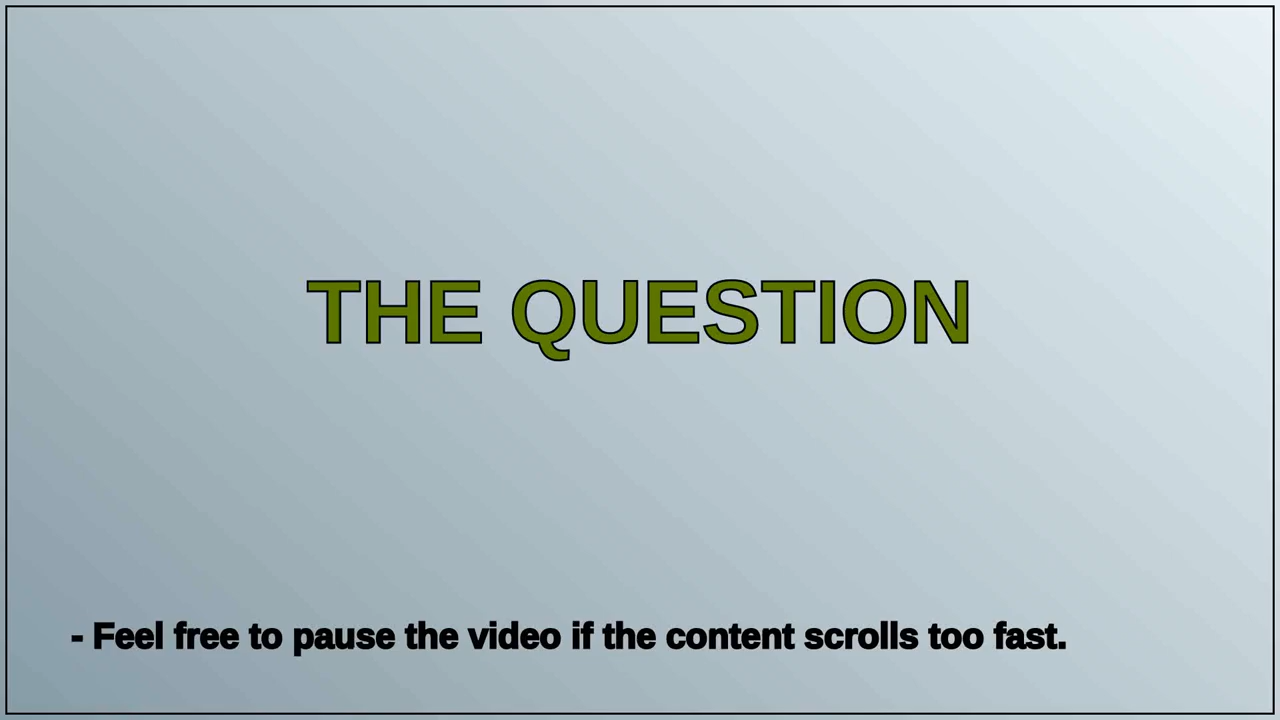 THE QUESTION
- Feel free to pause the video if the content scrolls too fast.